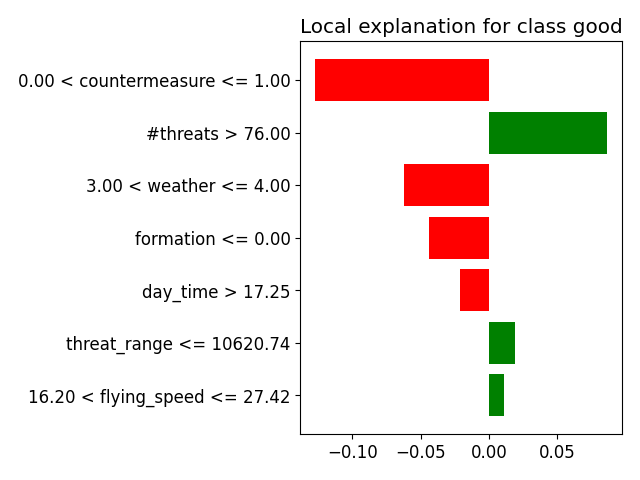 Local explanation for class good
0.00 < countermeasure <= 1.00
#threats > 76.00
3.00 < weather <= 4.00
formation <= 0.00
day_time > 17.25
threat_range <= 10620.74
16.20 < flying_speed <= 27.42
−0.10 −0.05 0.00 0.05